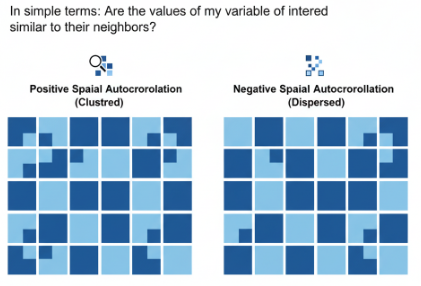 In simple terms: Are the values of my variable of intered
similar to their neighbors?
Positive Spaial Autocrorolation
(Clustred)
Negative Spaial Autocrorollation
(Dispersed)